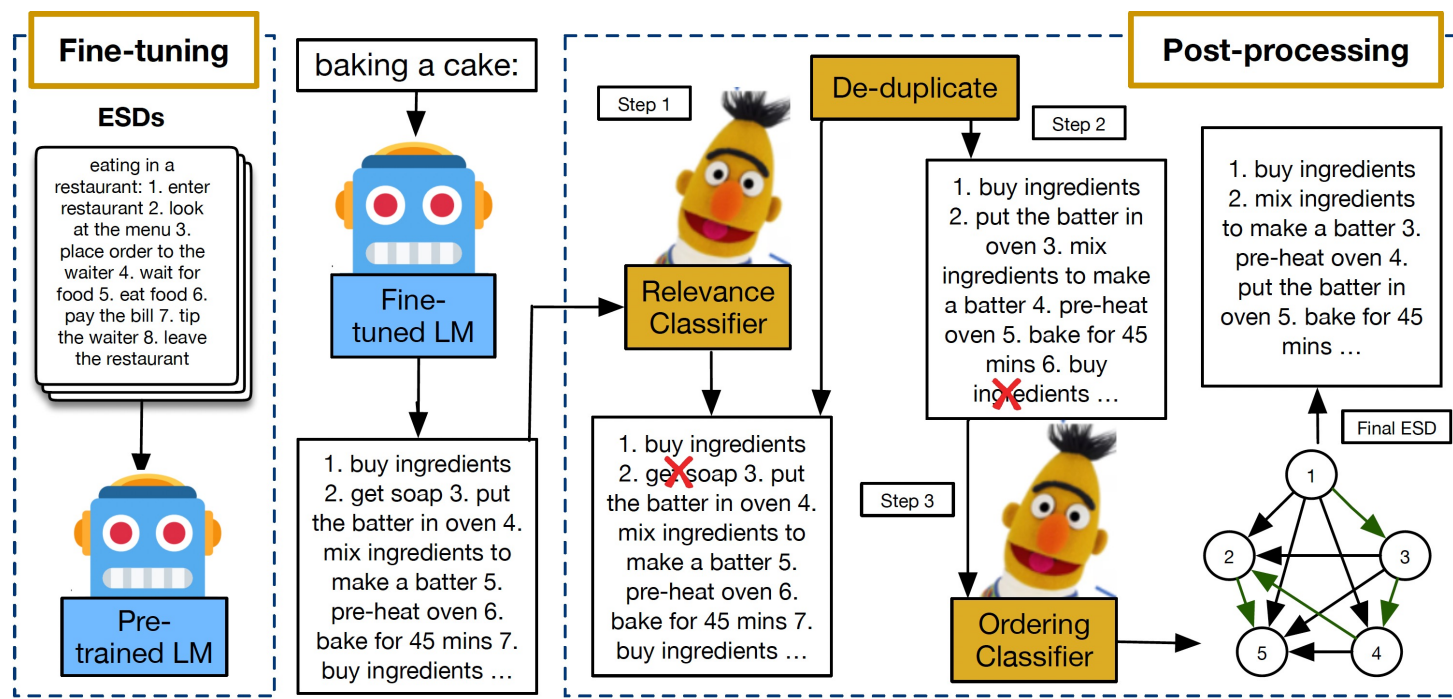 Fine-tuning
ESDs
eating in a
restaurant: 1. enter
restaurant 2. look
at the menu 3.
place order to the
waiter 4. wait for
food 5. eat food 6.
pay the bill 7. tip
the waiter 8. leave
the restaurant
Pre-
trained LM
baking a cake:
Fine-
tuned LM
1. buy ingredients
2. get soap 3. put
the batter in oven 4.
mix ingredients to
make a batter 5.
pre-heat oven 6.
bake for 45 mins 7.
buy ingredients ...
Post-processing
Step 1
Relevance
Classifier
1. buy ingredients
2. get soap 3. put
the batter in oven 4.
mix ingredients to
make a batter 5.
pre-heat oven 6.
bake for 45 mins 7.
buy ingredients ...
De-duplicate
Step 2
1. buy ingredients
2. put the batter in
oven 3. mix
ingredients to make
a batter 4. pre-heat
oven 5. bake for 45
mins 6. buy
ingredients ...
Step 3
Ordering
Classifier
1
2
3
5
4
Final ESD
1. buy ingredients
2. mix ingredients
to make a batter 3.
pre-heat oven 4.
put the batter in
oven 5. bake for 45
mins ...